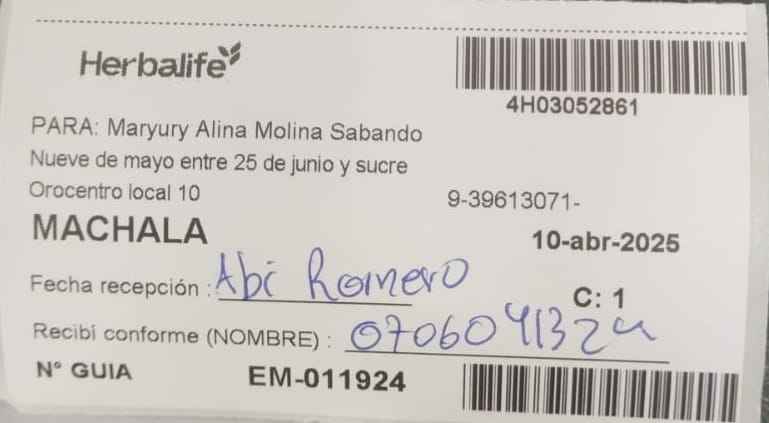 Herbalife
4H03052861
PARA: Maryury Alina Molina Sabando
Nueve de mayo entre 25 de junio y sucre
Orocentro local 10
9-39613071-
MACHALA
10-abr-2025
Fecha recepción : Abi Romero
C: 1
Recibí conforme (NOMBRE) : 0706041324
N° GUIA
EM-011924